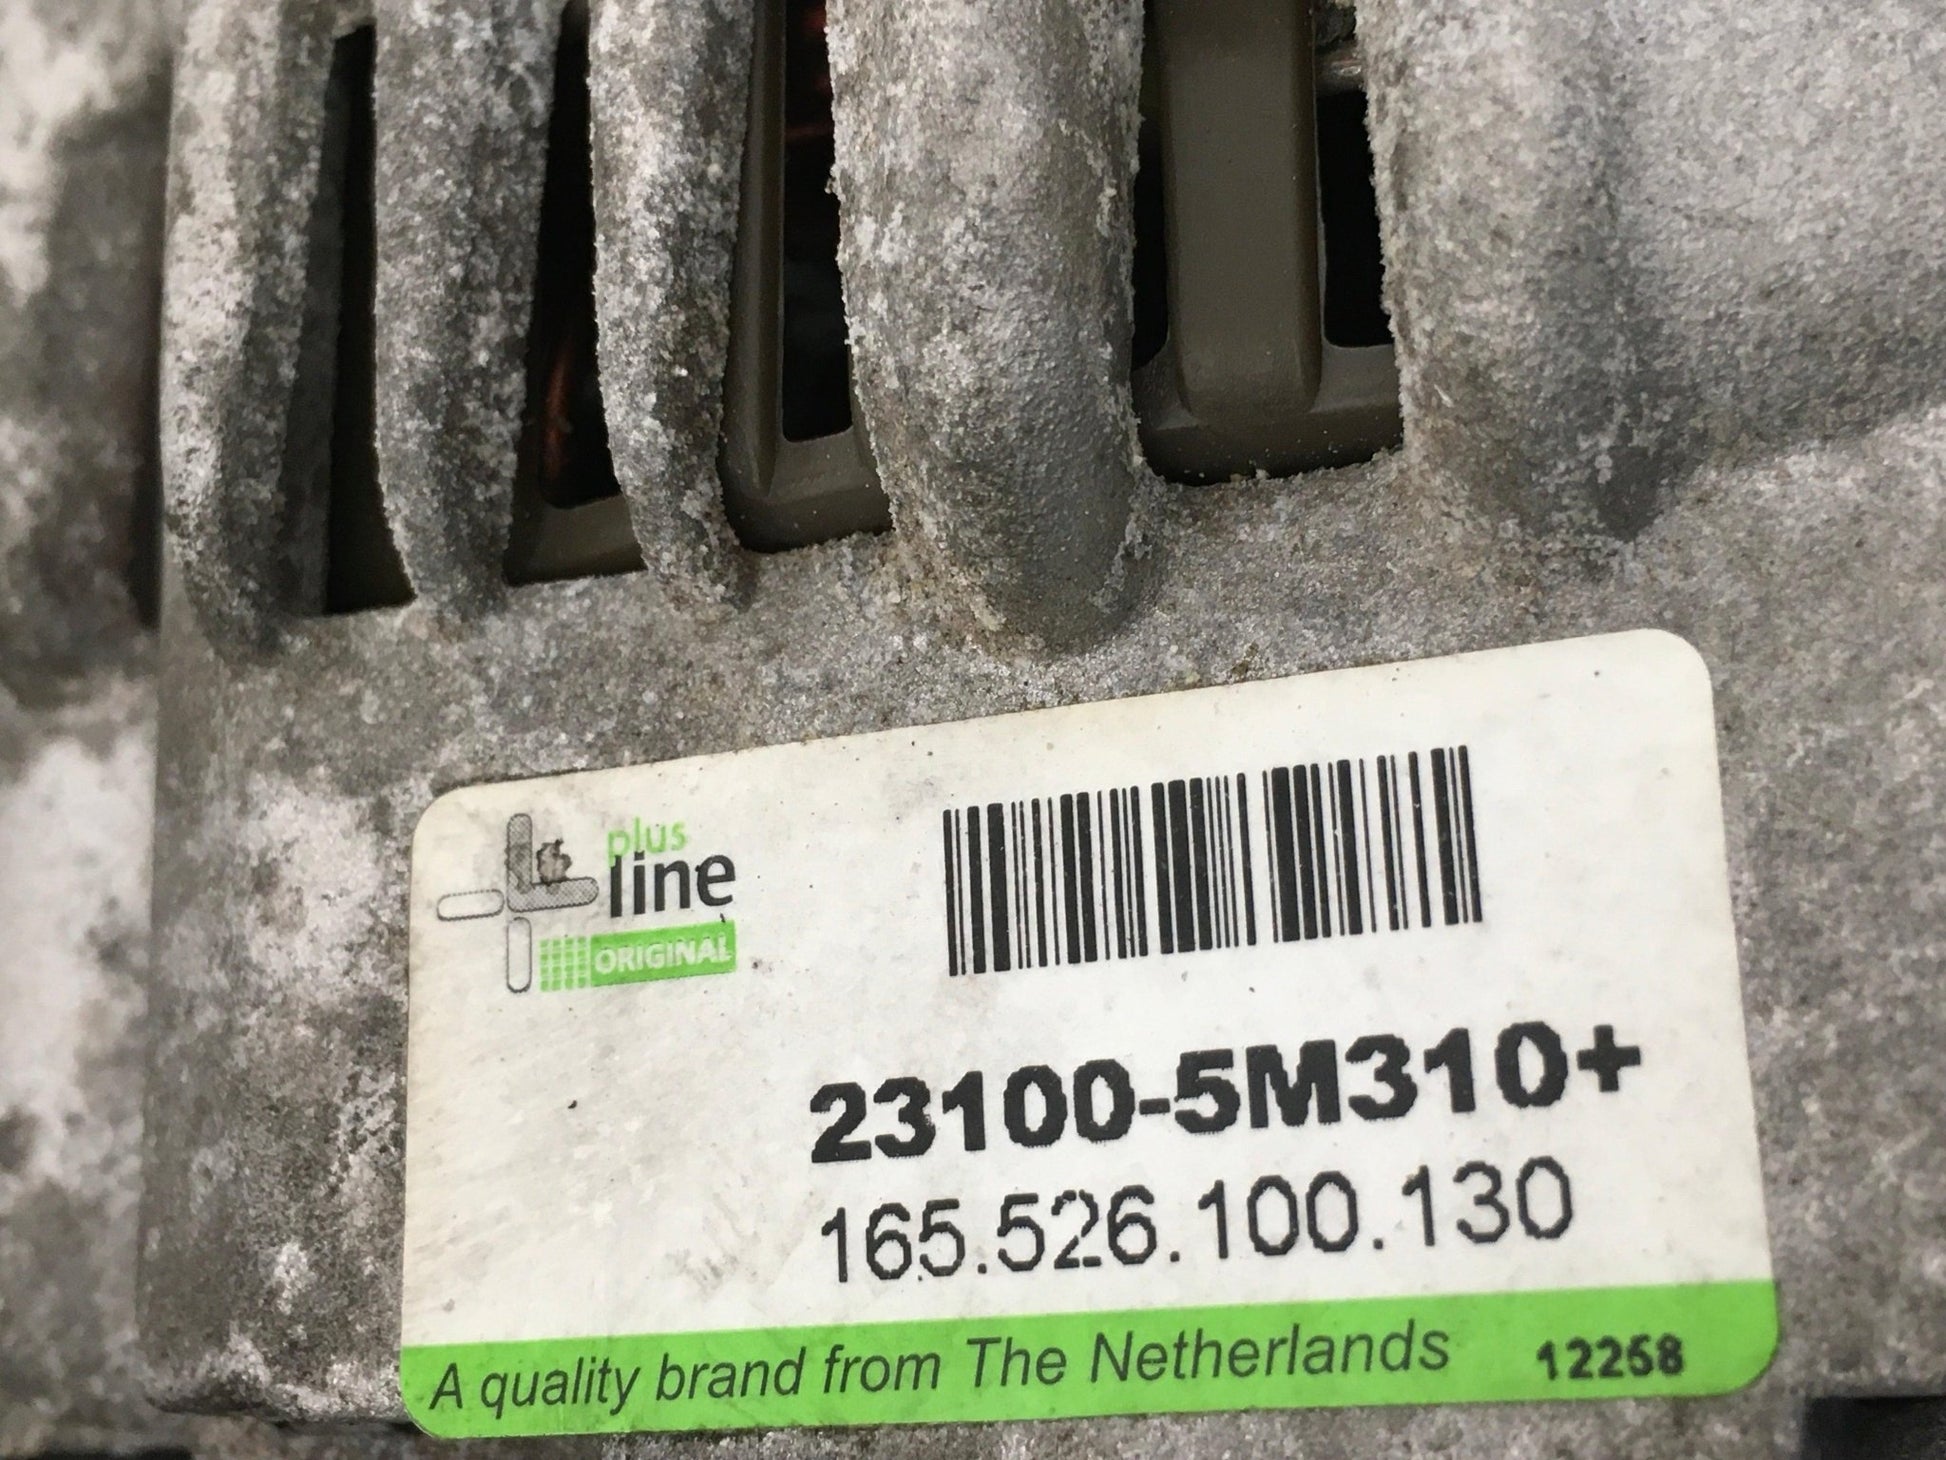 plus
line
ORIGINAL
23100-5M310+
165.526.100.130
A quality brand from The Netherlands
12258